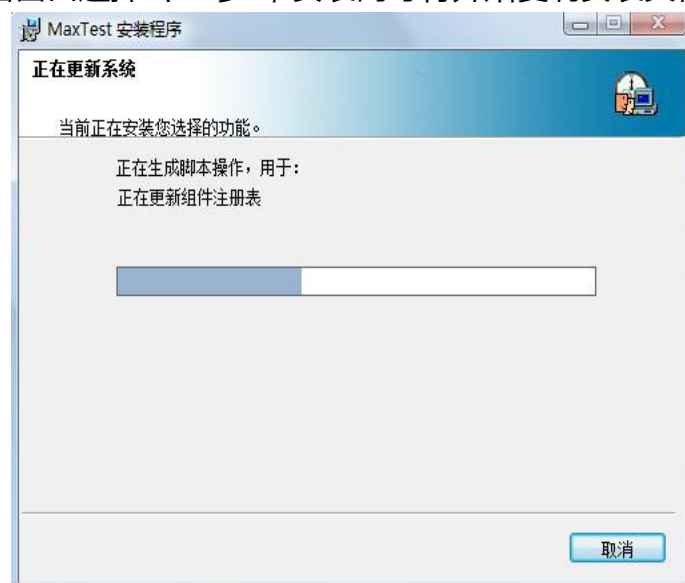 MaxTest 安装程序
正在更新系统
当前正在安装您选择的功能。
正在生成脚本操作，用于：
正在更新组件注册表
取消